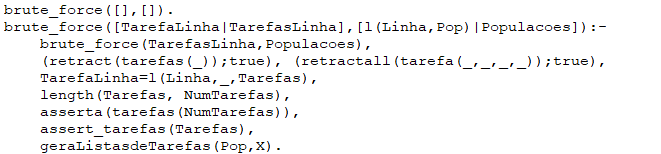 brute_force([],[]).
brute_force([TarefaLinha|TarefasLinha],[l(Linha,Pop)|Populacoes]):-
brute_force(TarefasLinha,Populacoes),
(retract(tarefas(_));true), (retractall(tarefa(_,_,_,_));true),
TarefaLinha=l(Linha,_,Tarefas),
length(Tarefas, NumTarefas),
asserta(tarefas(NumTarefas)),
assert_tarefas(Tarefas),
geraListasdeTarefas(Pop,X).